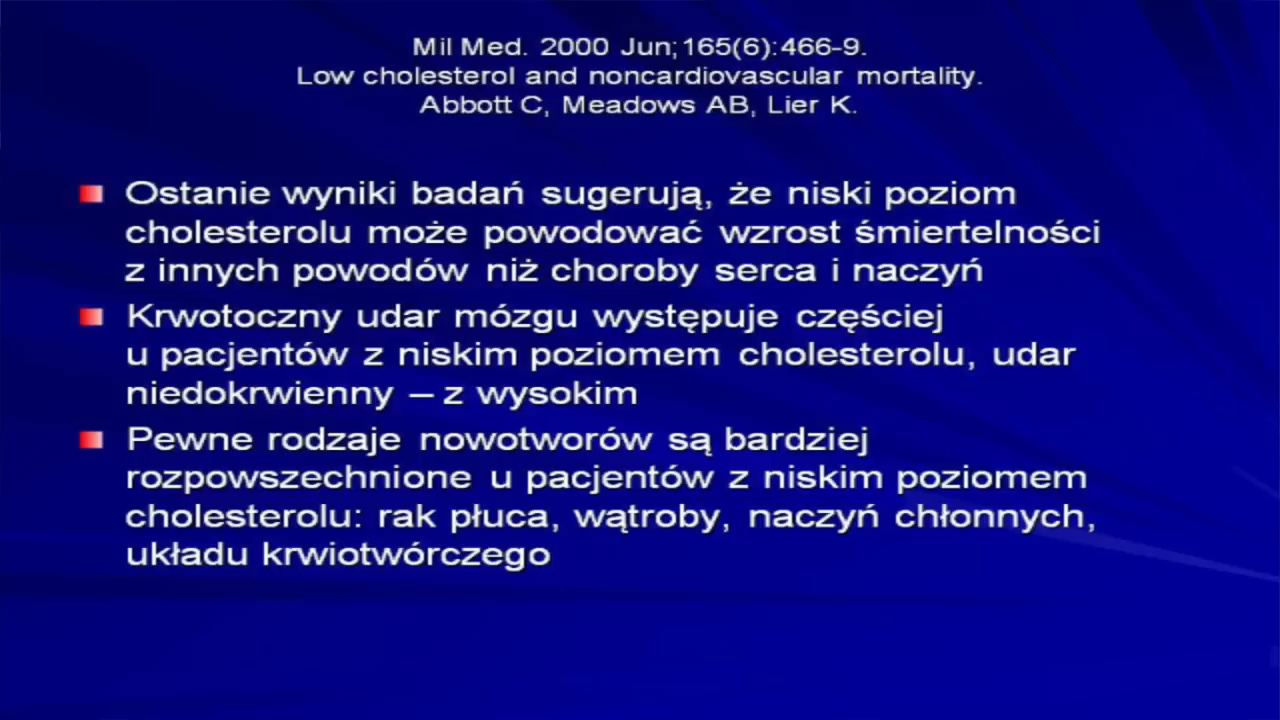 Mil Med. 2000 Jun;165(6):466-9.
Low cholesterol and noncardiovascular mortality.
Abbott C, Meadows AB, Lier K.
Ostanie wyniki badań sugerują, że niski poziom
cholesterolu może powodować wzrost śmiertelności
z innych powodów niż choroby serca i naczyń
Krwotoczny udar mózgu występuje częściej
u pacjentów z niskim poziomem cholesterolu, udar
niedokrwienny – z wysokim
Pewne rodzaje nowotworów są bardziej
rozpowszechnione u pacjentów z niskim poziomem
cholesterolu: rak płuca, wątroby, naczyń chłonnych,
układu krwiotwórczego